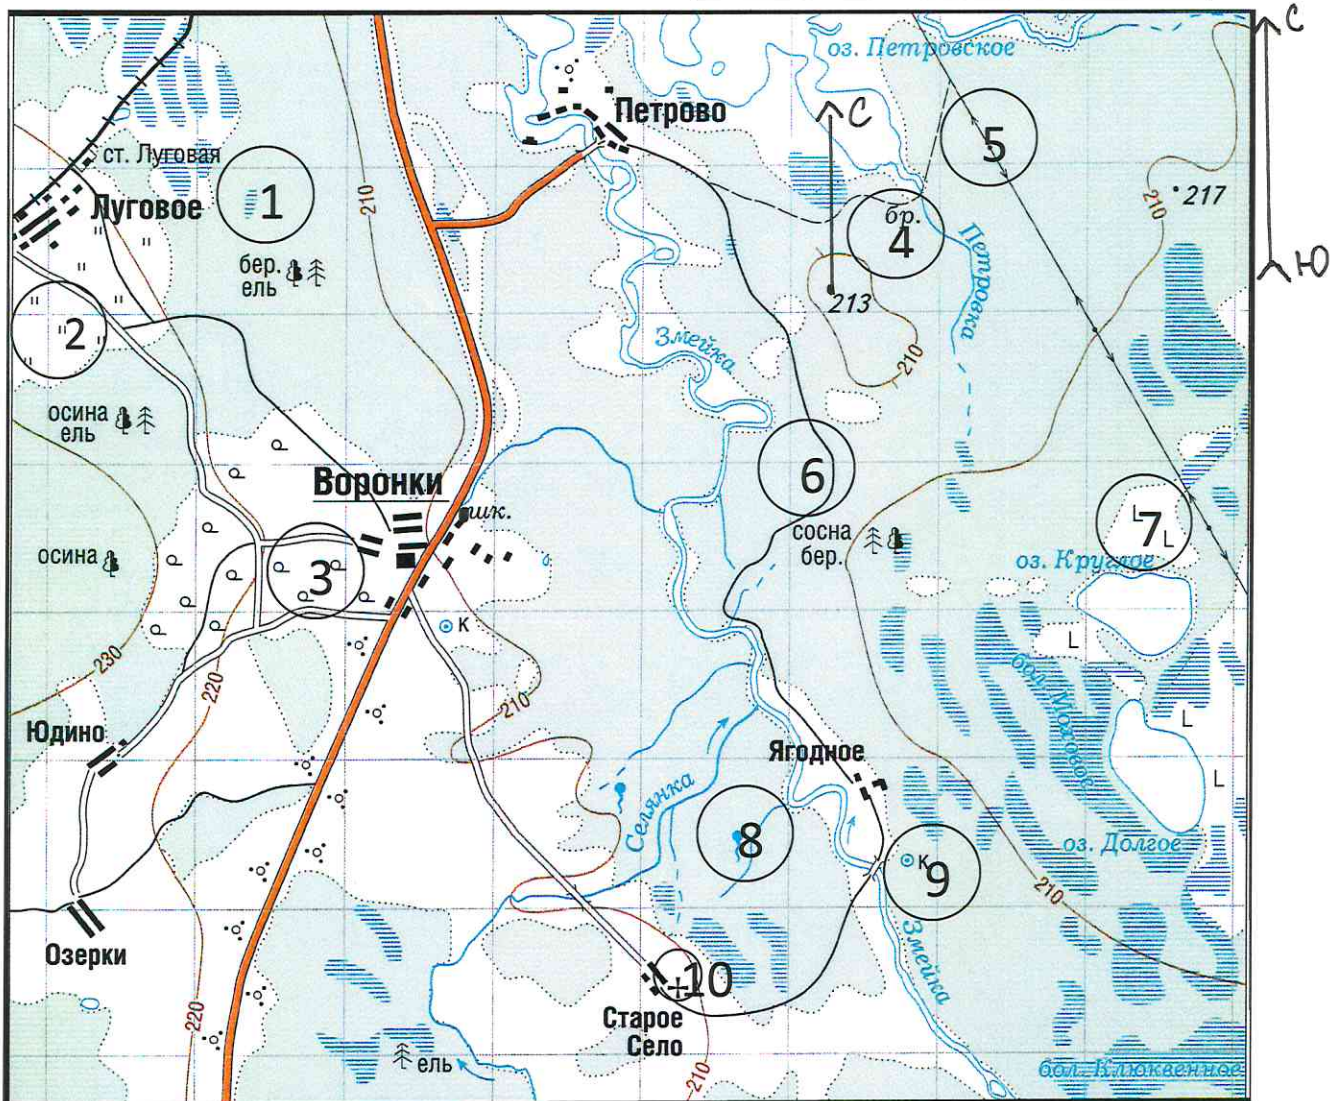 С
оз. Петровское
Петрово
С
5
ст. Луговая
1
Луговое
210
бр.
4
210
217
бер.
ель
Петровка
Ю
213
2
Змейка
210
осина
ель
Воронки
6
шк.
сосна
бер.
7
L
L
осина
Р
Р
Р
Р
Р
Р
Р
Р
Р
Р
3
оз. Круглое
К
L
230
220
210
бол. Моховое
Юдино
Ягодное
L
L
Селянка
8
оз. Долгое
К
9
210
Озерки
Змейка
10
220
Старое
Село
ель
210
бол. Клюквенное